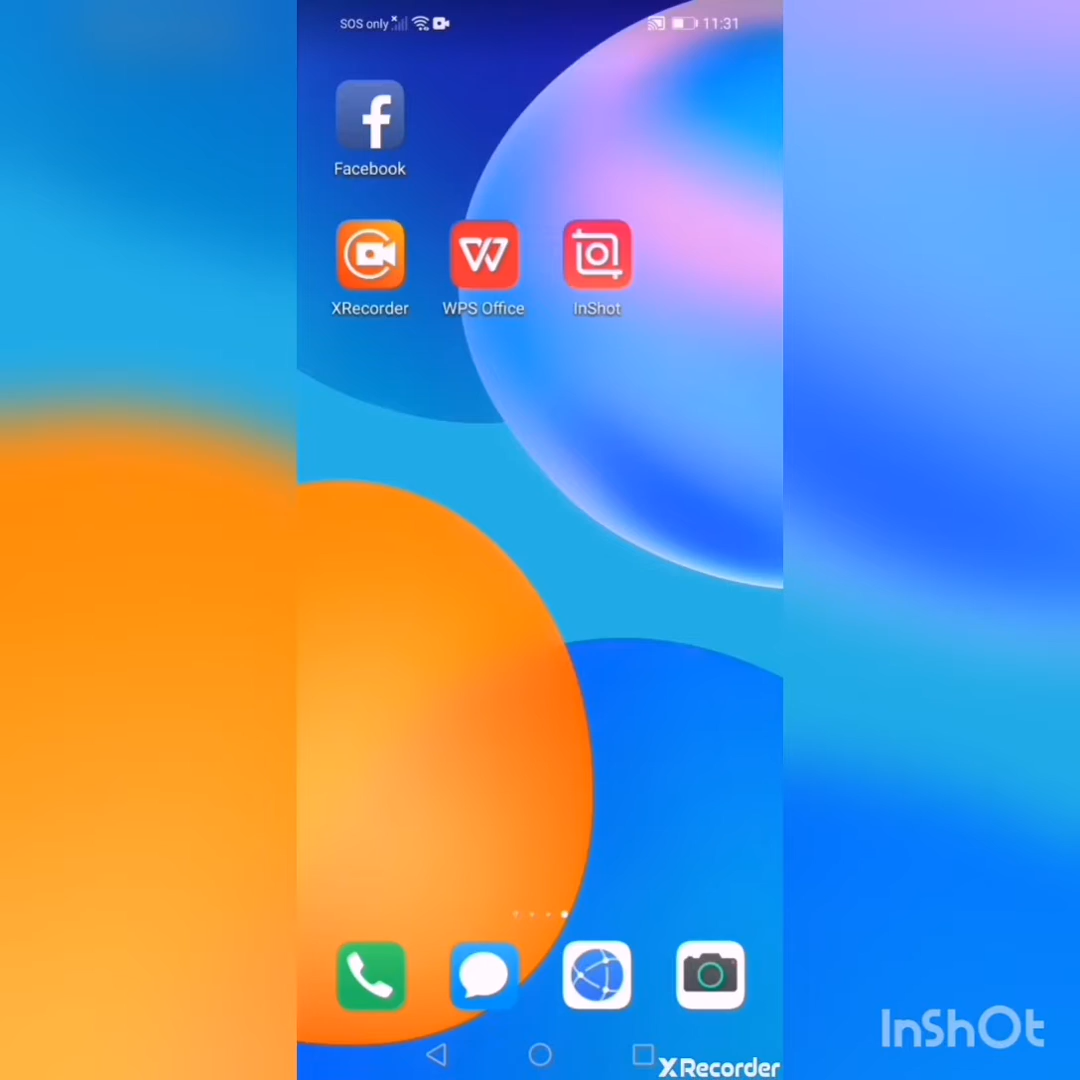 SOS only 11:31
Facebook
XRecorder WPS Office InShot
InShOt
XRecorder